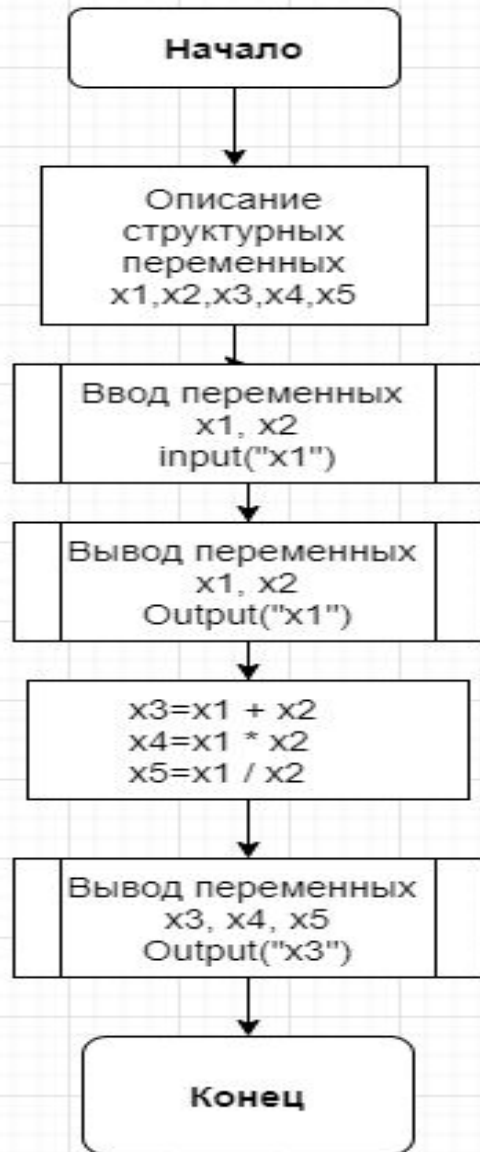 Начало
Описание
структурных
переменных
x1,x2,x3,x4,x5
Ввод переменных
x1, x2
input("x1")
Вывод переменных
x1, x2
Output("x1")
x3=x1 + x2
x4=x1 * x2
x5=x1 / x2
Вывод переменных
x3, x4, x5
Output("x3")
Конец